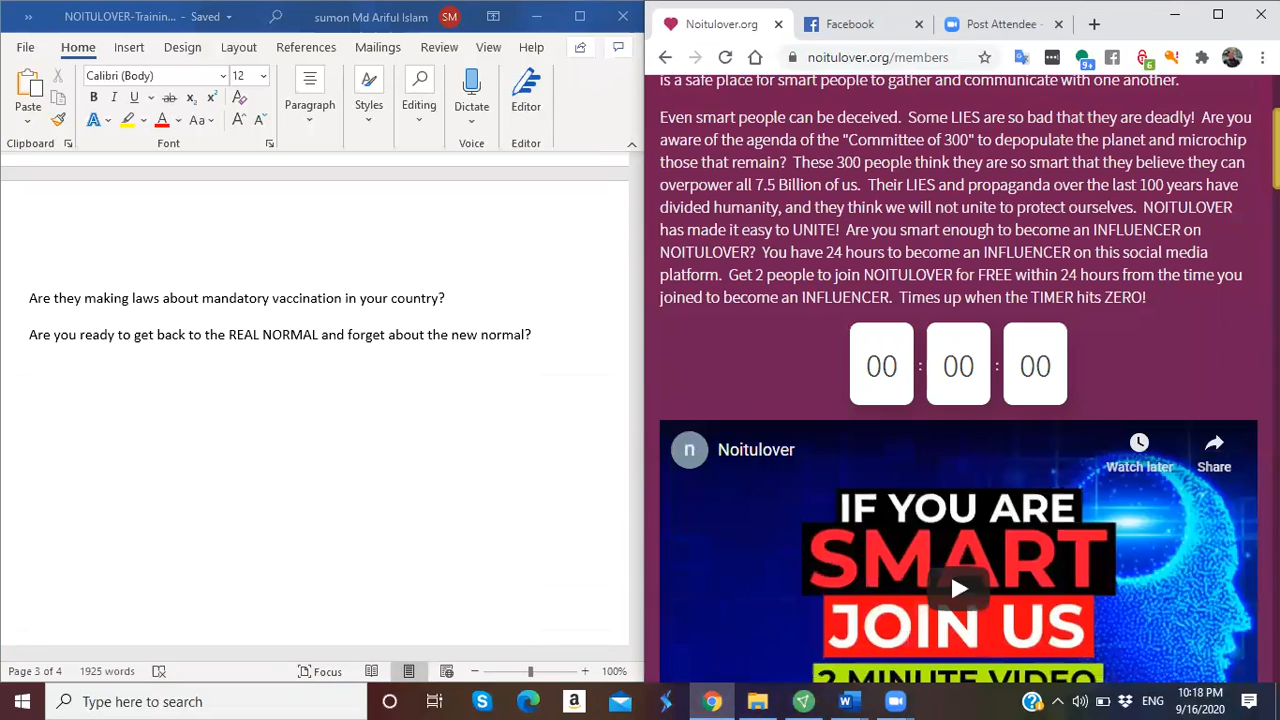 NOITULOVER-Trainin... - Saved
sumon Md Ariful Islam SM
File Home Insert Design Layout References Mailings Review View Help
Calibri (Body) 12
Paste
Paragraph
Styles
Editing
Dictate
Editor
Clipboard
Font
Styles
Voice
Editor
Are they making laws about mandatory vaccination in your country?
Are you ready to get back to the REAL NORMAL and forget about the new normal?
Page 3 of 4 1925 words Focus 100%
Noitulover.org
Facebook
Post Attendee -
noitulover.org/members
9+
6
is a safe place for smart people to gather and communicate with one another.
Even smart people can be deceived. Some LIES are so bad that they are deadly! Are you
aware of the agenda of the "Committee of 300" to depopulate the planet and microchip
those that remain? These 300 people think they are so smart that they believe they can
overpower all 7.5 Billion of us. Their LIES and propaganda over the last 100 years have
divided humanity, and they think we will not unite to protect ourselves. NOITULOVER
has made it easy to UNITE! Are you smart enough to become an INFLUENCER on
NOITULOVER? You have 24 hours to become an INFLUENCER on this social media
platform. Get 2 people to join NOITULOVER for FREE within 24 hours from the time you
joined to become an INFLUENCER. Times up when the TIMER hits ZERO!
00 : 00 : 00
n Noitulover
Watch later Share
IF YOU ARE
SMART
JOIN US
2 MINUTE VIDEO
Type here to search
ENG
10:18 PM
9/16/2020